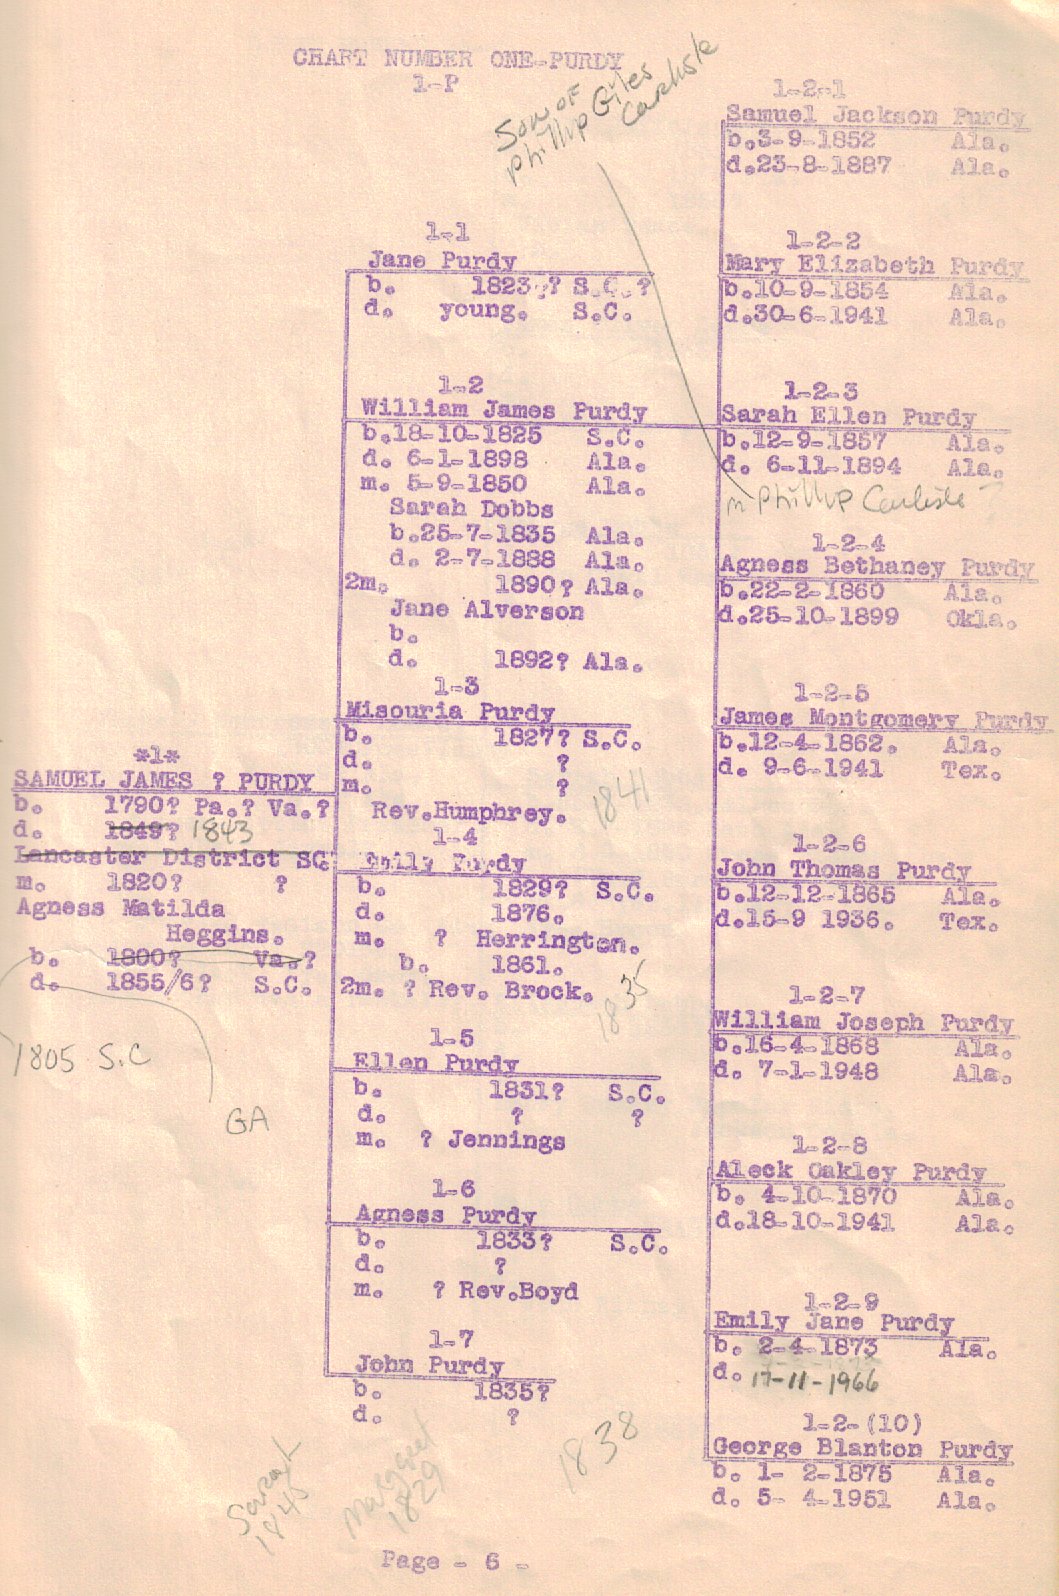 CHART NUMBER ONE-PURDY
1-P
Son of
Phillup Giles
Carlisle
1-1
Jane Purdy
b. 1823.? S.C.?
d. young. S.C.
1-2
William James Purdy
b.18-10-1825 S.C.
d. 6-1-1898 Ala.
m. 5-9-1850 Ala.
Sarah Dobbs
b.25-7-1835 Ala.
d. 2-7-1888 Ala.
2m. 1890? Ala.
Jane Alverson
b.
d. 1892? Ala.
1-3
Misouria Purdy
b. 1827? S.C.
d. ?
m. ?
Rev.Humphrey.
1841
1-4
Emily Purdy
b. 1829? S.C.
d. 1876.
m. ? Herrington.
b. 1861.
2m. ? Rev. Brock.
1835
1-5
Ellen Purdy
b. 1831? S.C.
d. ? ?
m. ? Jennings
1-6
Agness Purdy
b. 1833? S.C.
d. ?
m. ? Rev.Boyd
1-7
John Purdy
b. 1835?
d. ?
1838
Margaret
1829
Sarah
1845
*1*
SAMUEL JAMES ? PURDY
b. 1790? Pa.? Va.?
d. 1849? 1843
Lancaster District SC?
m. 1820? ?
Agness Matilda
Heggins.
b. 1800? Va.?
d. 1855/6? S.C.
1805 S.C
GA
1-2-1
Samuel Jackson Purdy
b.3-9-1852 Ala.
d.23-8-1887 Ala.
1-2-2
Mary Elizabeth Purdy
b.10-9-1854 Ala.
d.30-6-1941 Ala.
1-2-3
Sarah Ellen Purdy
b.12-9-1857 Ala.
d. 6-11-1894 Ala.
m Phillup Carlisle ?
1-2-4
Agness Bethaney Purdy
b.22-2-1860 Ala.
d.25-10-1899 Okla.
1-2-5
James Montgomery Purdy
b.12-4-1862. Ala.
d. 9-6-1941 Tex.
1-2-6
John Thomas Purdy
b.12-12-1865 Ala.
d.15-9 1936. Tex.
1-2-7
William Joseph Purdy
b.16-4-1868 Ala.
d. 7-1-1948 Ala.
1-2-8
Aleck Oakley Purdy
b. 4-10-1870 Ala.
d.18-10-1941 Ala.
1-2-9
Emily Jane Purdy
b. 2-4-1873 Ala.
d. 17-11-1966
1-2-(10)
George Blanton Purdy
b. 1- 2-1875 Ala.
d. 5- 4-1951 Ala.
Page - 6 -